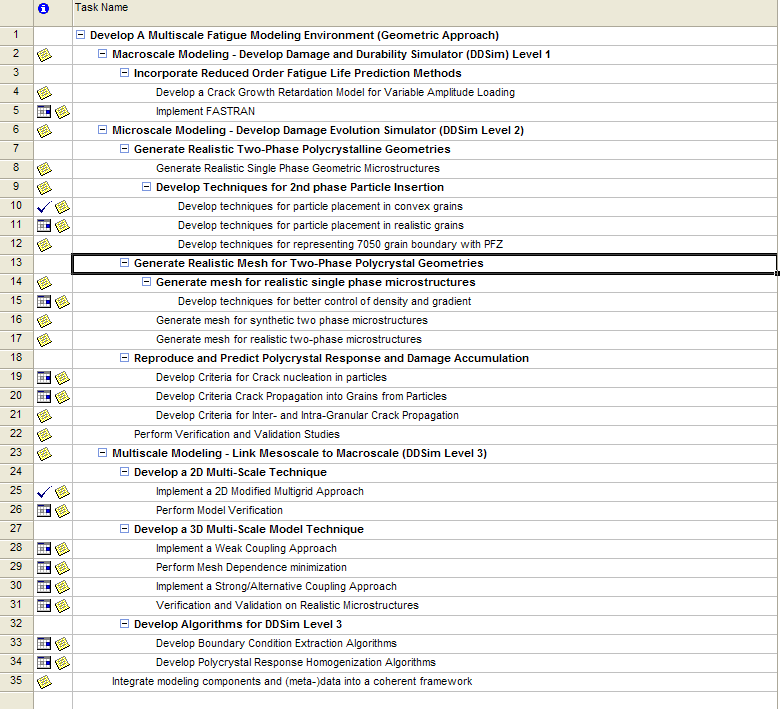 Task Name
1 Develop A Multiscale Fatigue Modeling Environment (Geometric Approach)
2 Macroscale Modeling - Develop Damage and Durability Simulator (DDSim) Level 1
3 Incorporate Reduced Order Fatigue Life Prediction Methods
4 Develop a Crack Growth Retardation Model for Variable Amplitude Loading
5 Implement FASTRAN
6 Microscale Modeling - Develop Damage Evolution Simulator (DDSim Level 2)
7 Generate Realistic Two-Phase Polycrystalline Geometries
8 Generate Realistic Single Phase Geometric Microstructures
9 Develop Techniques for 2nd phase Particle Insertion
10 Develop techniques for particle placement in convex grains
11 Develop techniques for particle placement in realistic grains
12 Develop techniques for representing 7050 grain boundary with PFZ
13 Generate Realistic Mesh for Two-Phase Polycrystal Geometries
14 Generate mesh for realistic single phase microstructures
15 Develop techniques for better control of density and gradient
16 Generate mesh for synthetic two phase microstructures
17 Generate mesh for realistic two-phase microstructures
18 Reproduce and Predict Polycrystal Response and Damage Accumulation
19 Develop Criteria for Crack nucleation in particles
20 Develop Criteria Crack Propagation into Grains from Particles
21 Develop Criteria for Inter- and Intra-Granular Crack Propagation
22 Perform Verification and Validation Studies
23 Multiscale Modeling - Link Mesoscale to Macroscale (DDSim Level 3)
24 Develop a 2D Multi-Scale Technique
25 Implement a 2D Modified Multigrid Approach
26 Perform Model Verification
27 Develop a 3D Multi-Scale Model Technique
28 Implement a Weak Coupling Approach
29 Perform Mesh Dependence minimization
30 Implement a Strong/Alternative Coupling Approach
31 Verification and Validation on Realistic Microstructures
32 Develop Algorithms for DDSim Level 3
33 Develop Boundary Condition Extraction Algorithms
34 Develop Polycrystal Response Homogenization Algorithms
35 Integrate modeling components and (meta-)data into a coherent framework